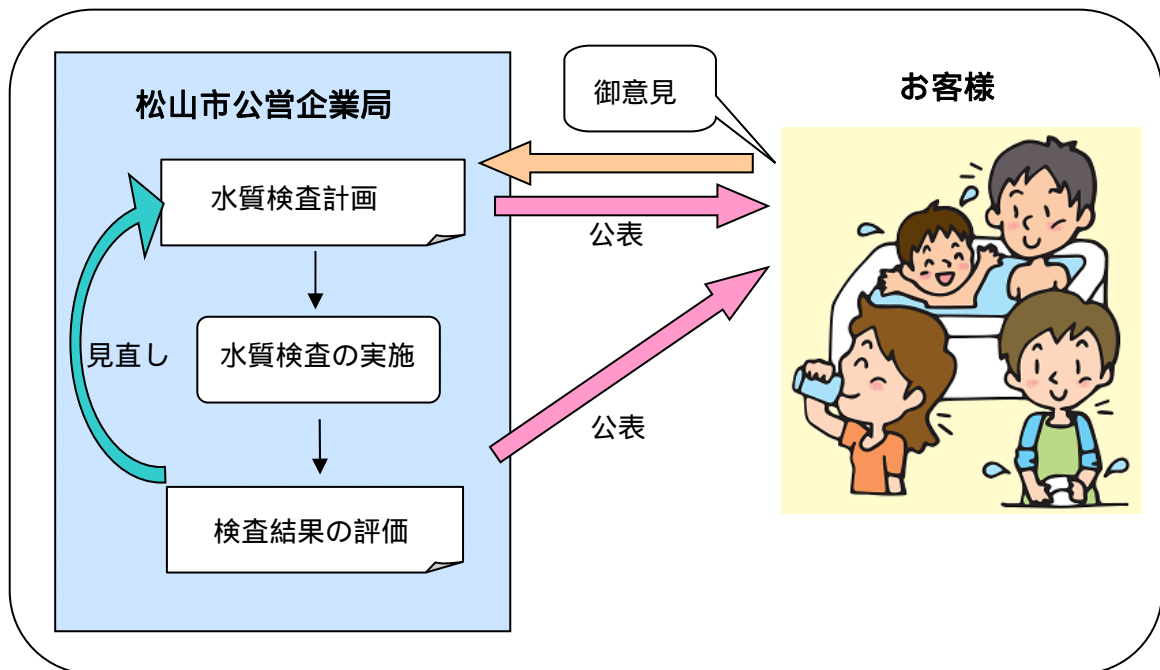 松山市公営企業局
御意見
お客様
水質検査計画
公表
見直し
水質検査の実施
公表
検査結果の評価